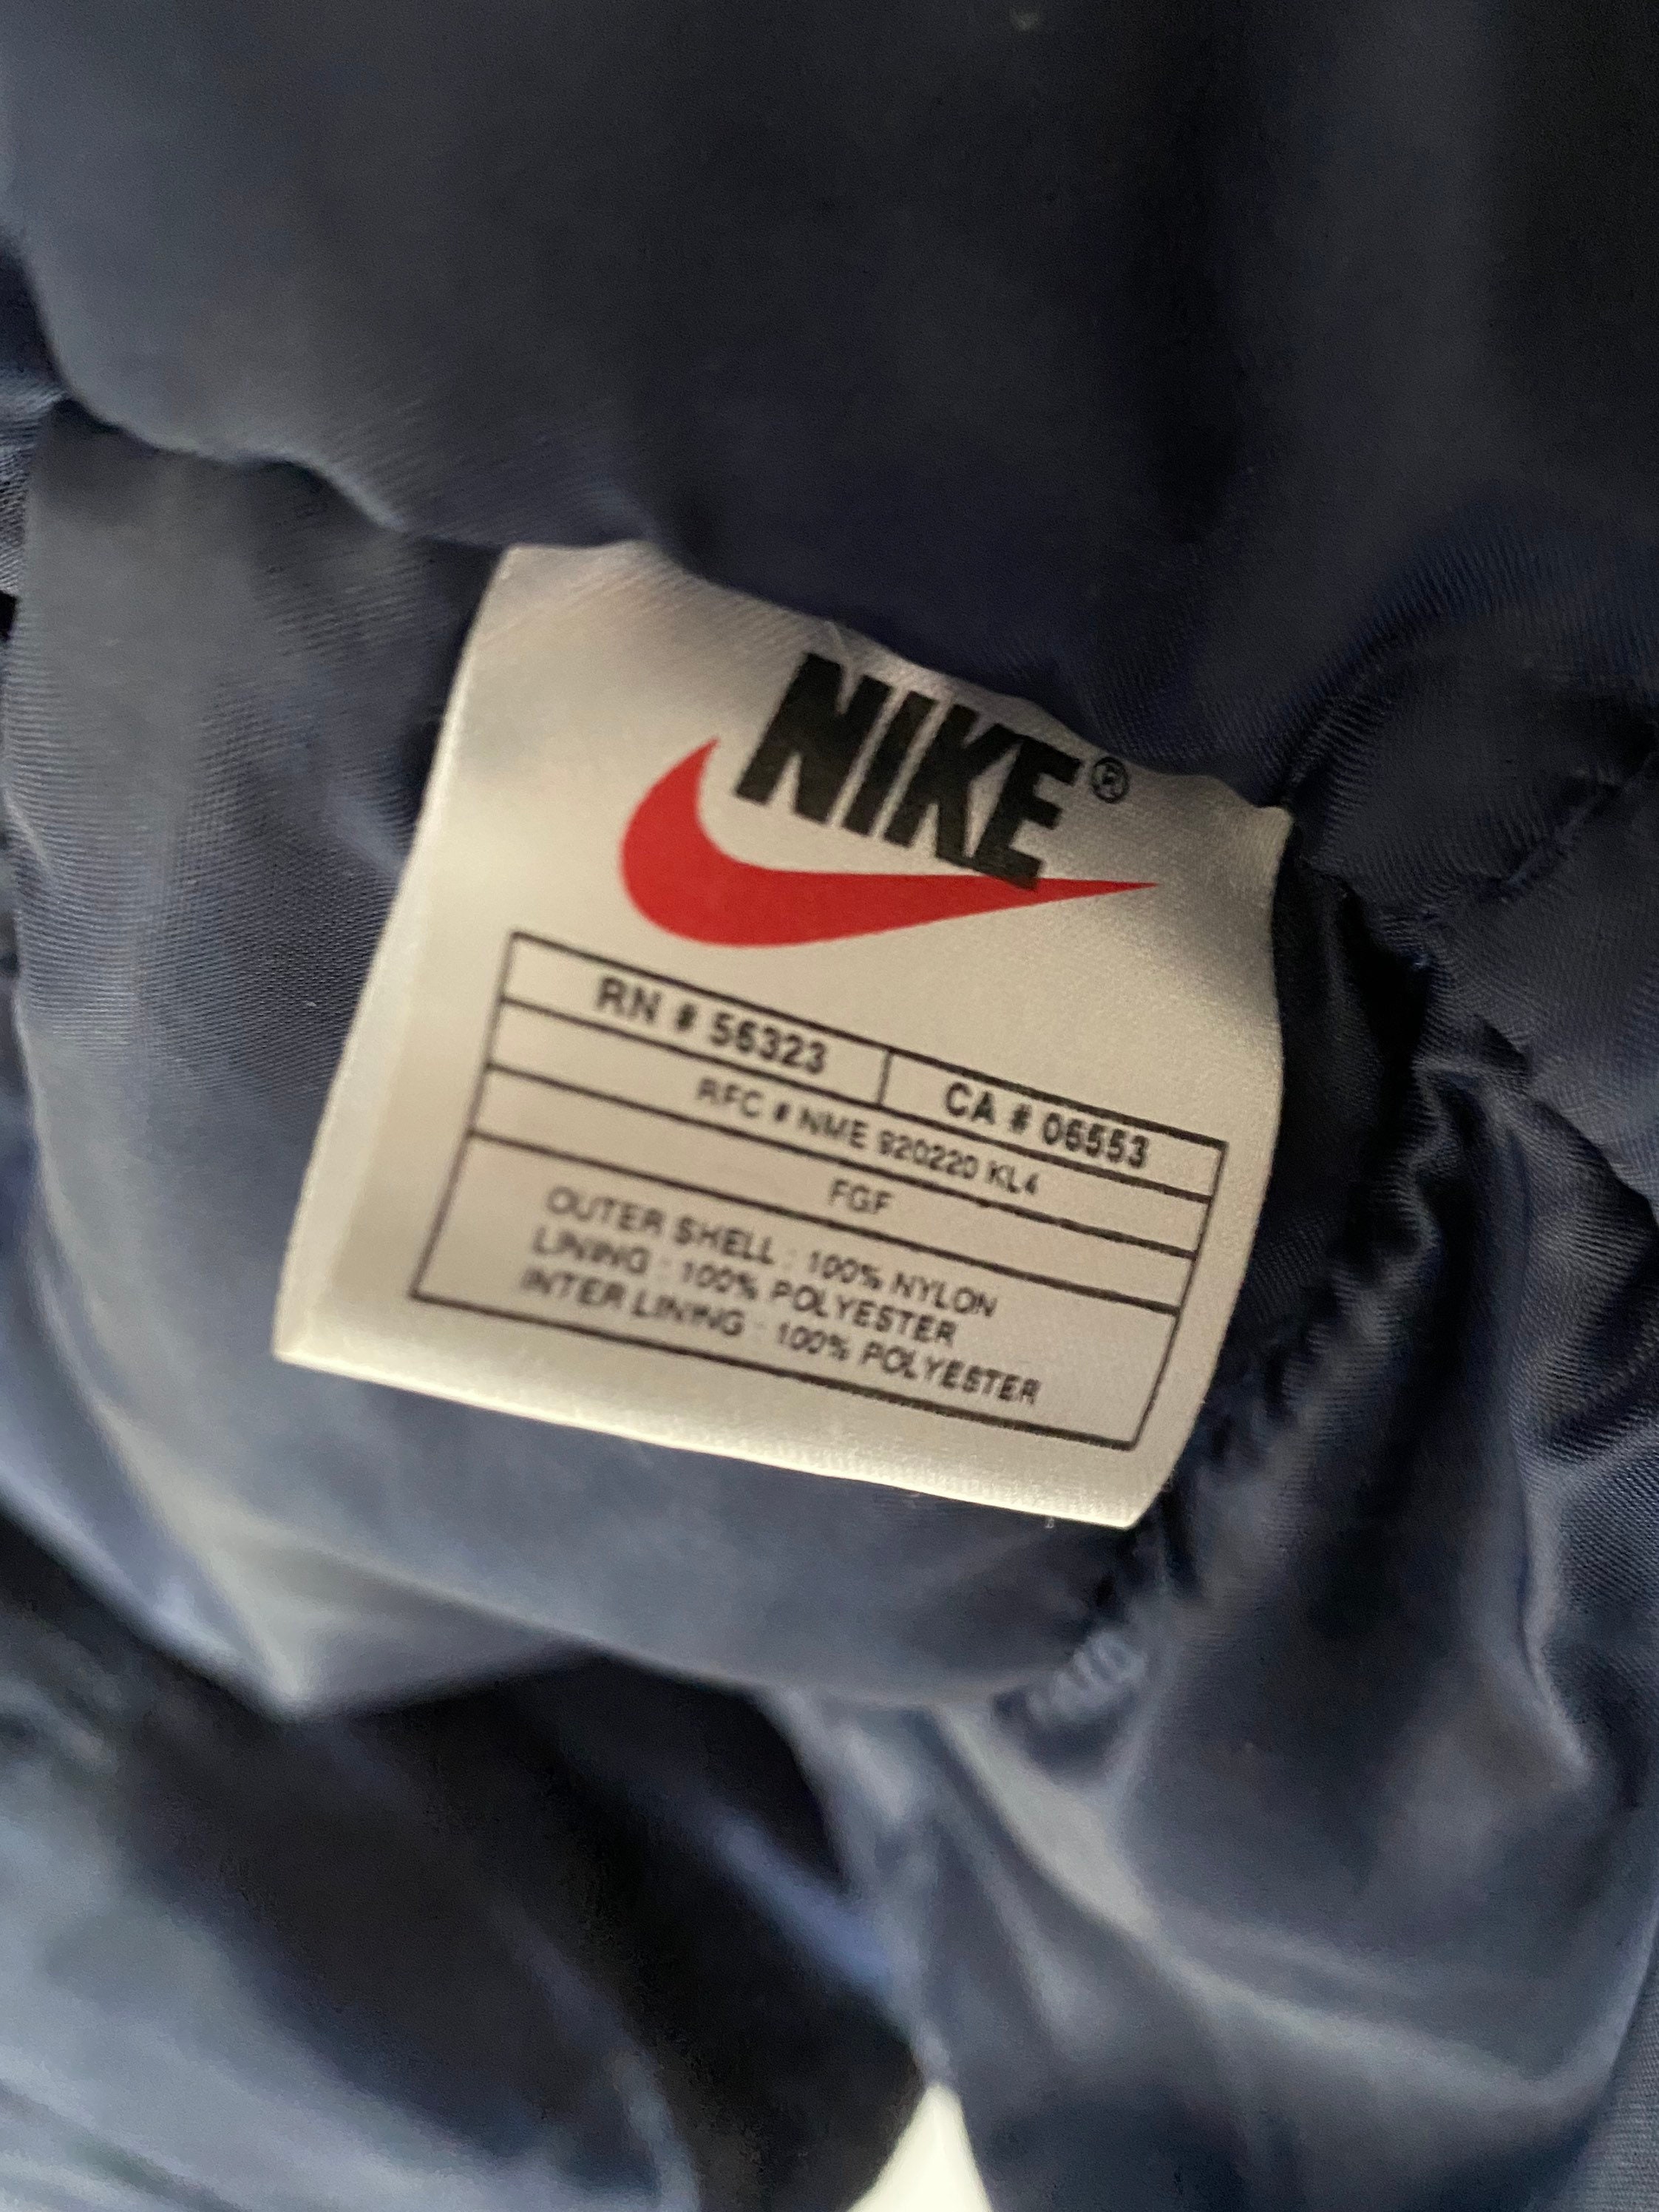 NIKE®
RN # 56323 CA # 06553
RFC # NME 920220 KL4
FGF
OUTER SHELL : 100% NYLON
LINING : 100% POLYESTER
INTER LINING : 100% POLYESTER